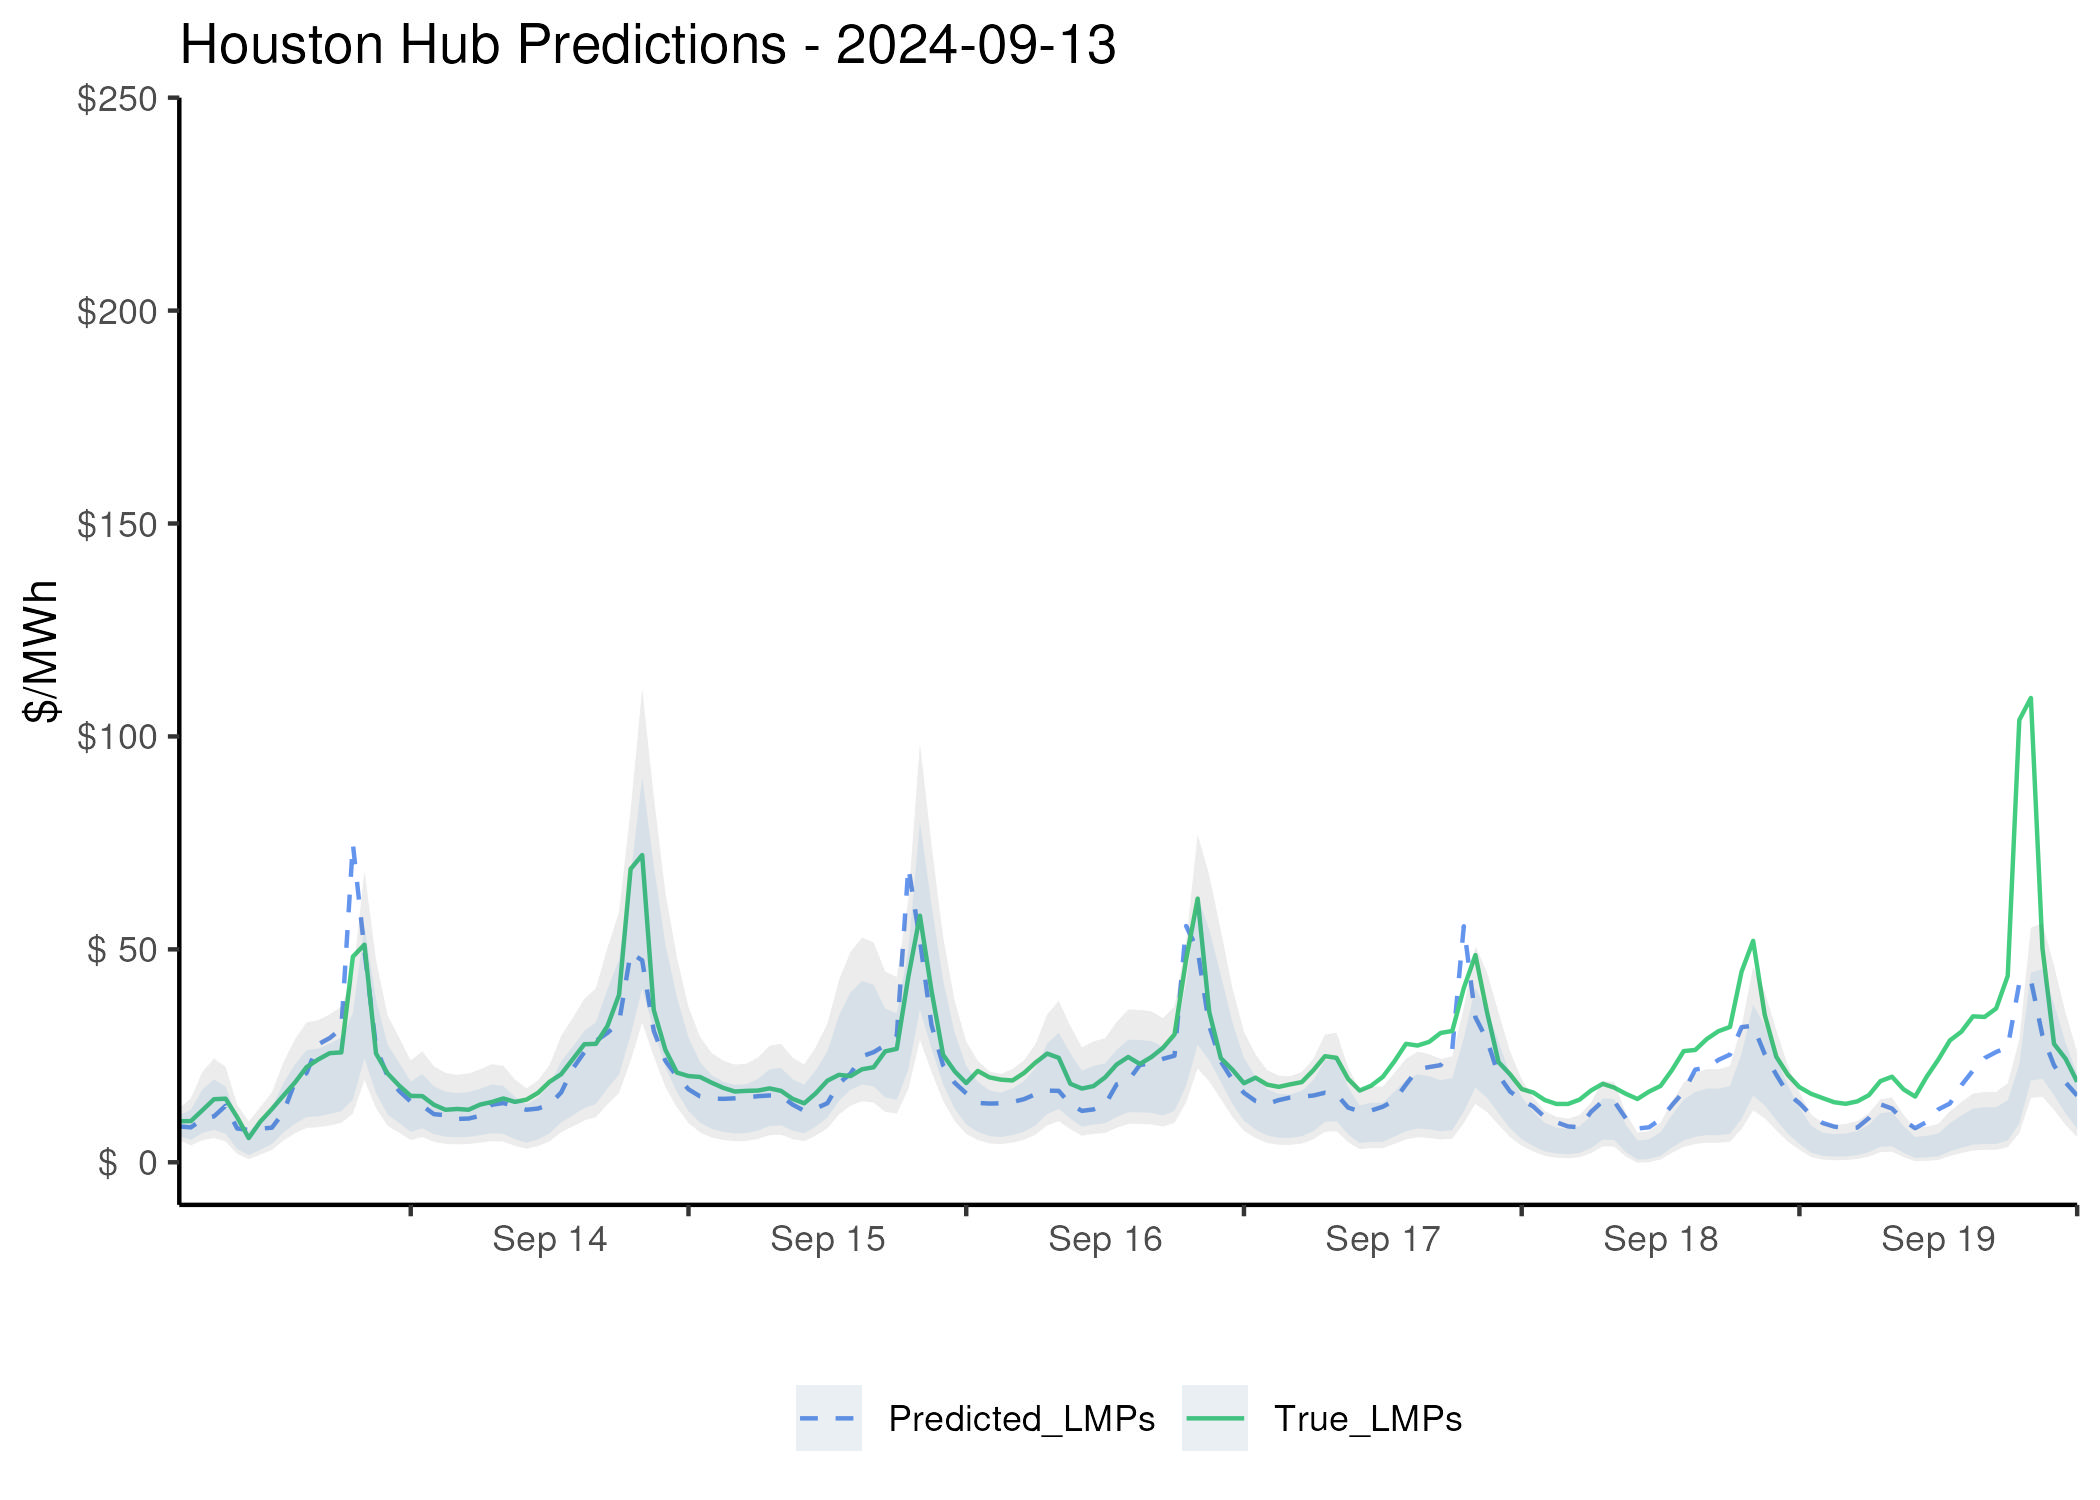 Houston Hub Predictions - 2024-09-13
$250
$200
$150
$100
$ 50
$  0
$/MWh
Sep 14 Sep 15 Sep 16 Sep 17 Sep 18 Sep 19
Predicted_LMPs True_LMPs